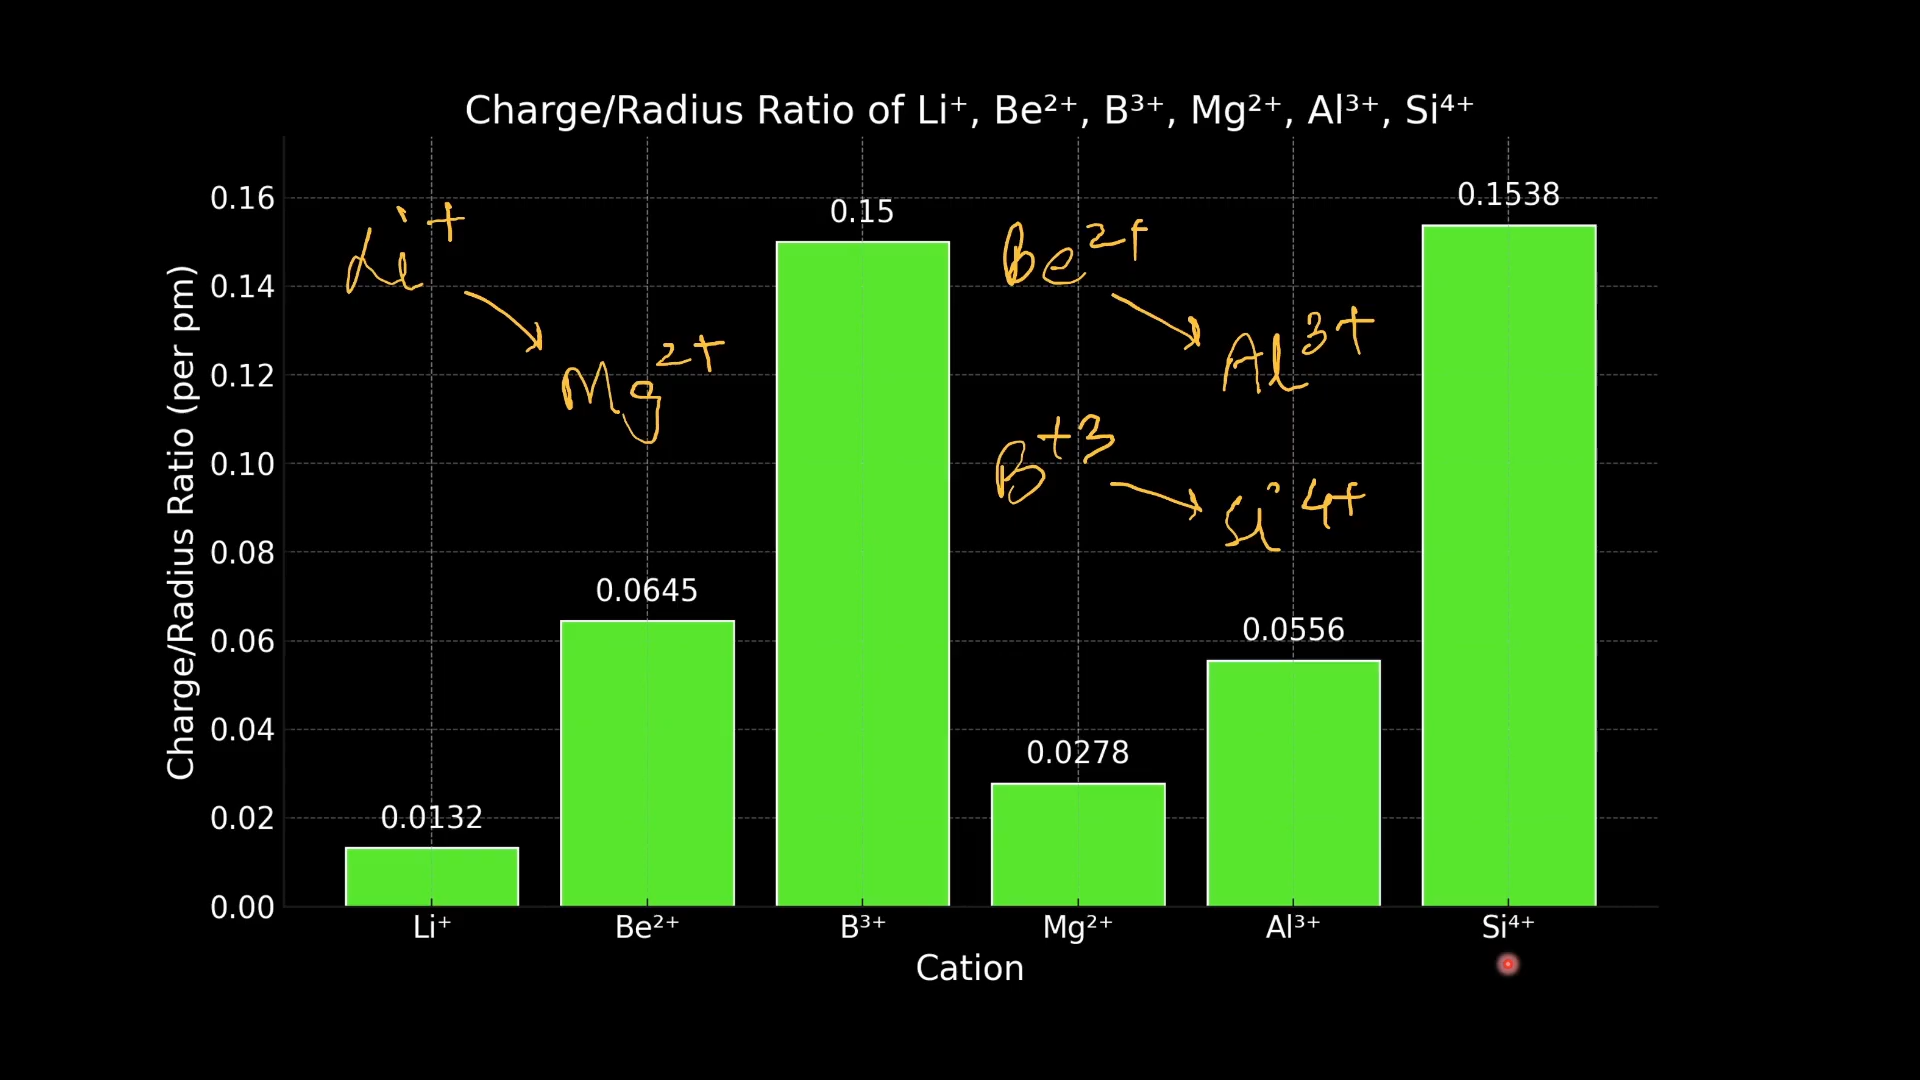 Charge/Radius Ratio of Li⁺, Be²⁺, B³⁺, Mg²⁺, Al³⁺, Si⁴⁺
Charge/Radius Ratio (per pm)
0.16
0.14
0.12
0.10
0.08
0.06
0.04
0.02
0.00
0.0132
0.0645
0.15
0.0278
0.0556
0.1538
Li⁺
Mg²⁺
Be²⁺
Al³⁺
B⁺³
Si⁴⁺
Li⁺ Be²⁺ B³⁺ Mg²⁺ Al³⁺ Si⁴⁺
Cation